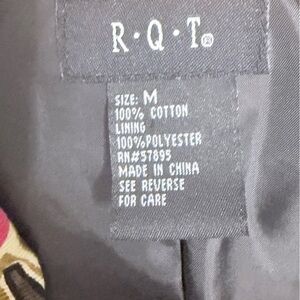 R·Q·T®
SIZE: M
100% COTTON
LINING
100%POLYESTER
RN#57895
MADE IN CHINA
SEE REVERSE
FOR CARE